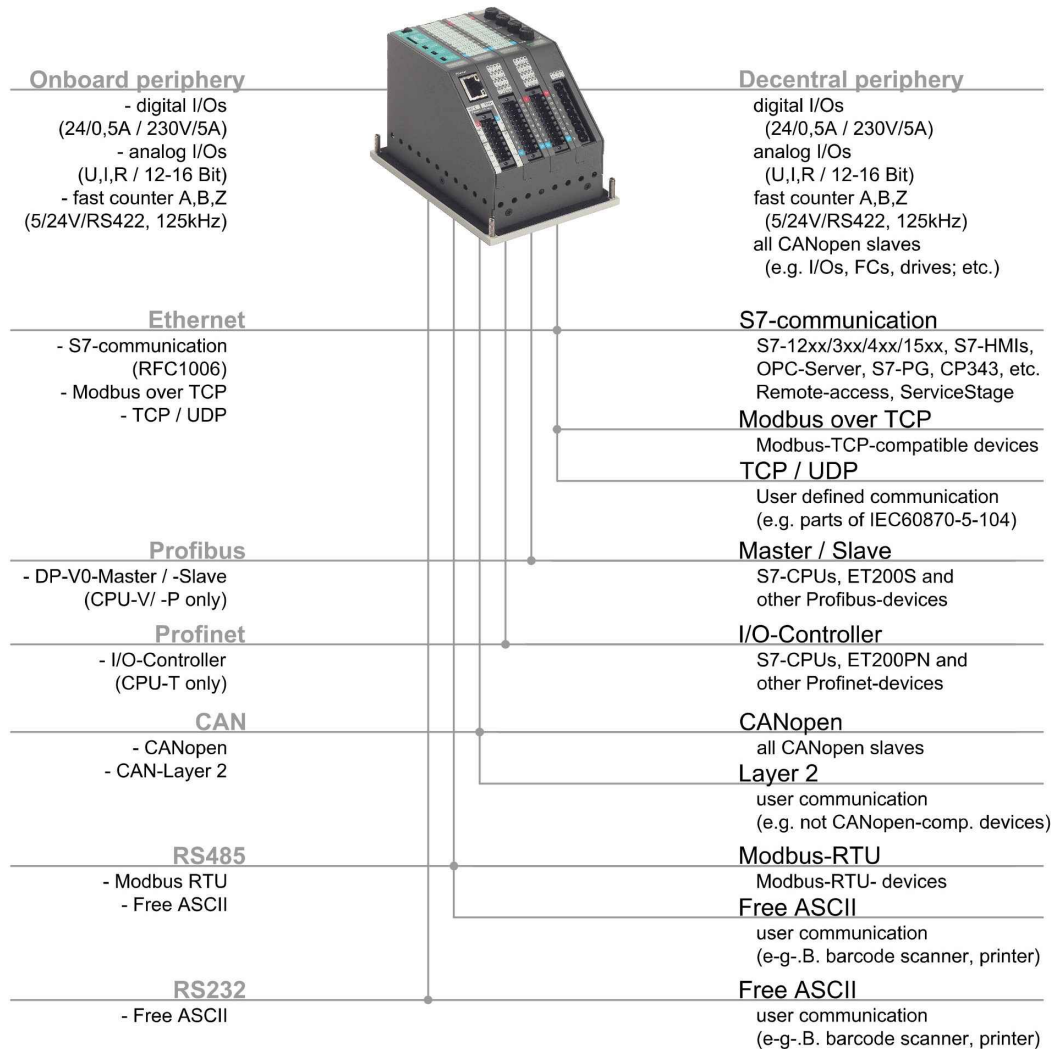 Onboard periphery
- digital I/Os
(24/0,5A / 230V/5A)
- analog I/Os
(U,I,R / 12-16 Bit)
- fast counter A,B,Z
(5/24V/RS422, 125kHz)
Decentral periphery
digital I/Os
(24/0,5A / 230V/5A)
analog I/Os
(U,I,R / 12-16 Bit)
fast counter A,B,Z
(5/24V/RS422, 125kHz)
all CANopen slaves
(e.g. I/Os, FCs, drives; etc.)
Ethernet
- S7-communication
(RFC1006)
- Modbus over TCP
- TCP / UDP
S7-communication
S7-12xx/3xx/4xx/15xx, S7-HMIs,
OPC-Server, S7-PG, CP343, etc.
Remote-access, ServiceStage
Modbus over TCP
Modbus-TCP-compatible devices
TCP / UDP
User defined communication
(e.g. parts of IEC60870-5-104)
Profibus
- DP-V0-Master / -Slave
(CPU-V/ -P only)
Master / Slave
S7-CPUs, ET200S and
other Profibus-devices
Profinet
- I/O-Controller
(CPU-T only)
I/O-Controller
S7-CPUs, ET200PN and
other Profinet-devices
CAN
- CANopen
- CAN-Layer 2
CANopen
all CANopen slaves
Layer 2
user communication
(e.g. not CANopen-comp. devices)
RS485
- Modbus RTU
- Free ASCII
Modbus-RTU
Modbus-RTU- devices
Free ASCII
user communication
(e-g-.B. barcode scanner, printer)
RS232
- Free ASCII
Free ASCII
user communication
(e-g-.B. barcode scanner, printer)